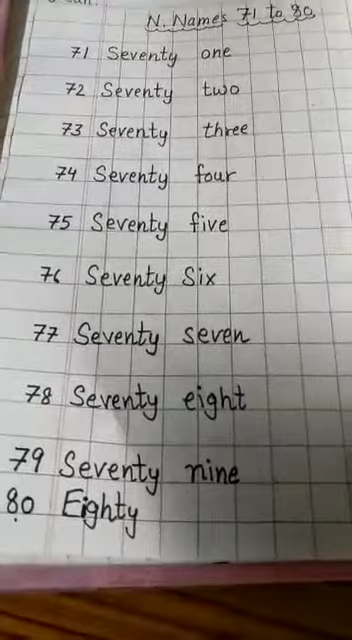 N. Names 71 to 80
71 Seventy one
72 Seventy two
73 Seventy three
74 Seventy four
75 Seventy five
76 Seventy Six
77 Seventy seven
78 Seventy eight
79 Seventy nine
80 Eighty